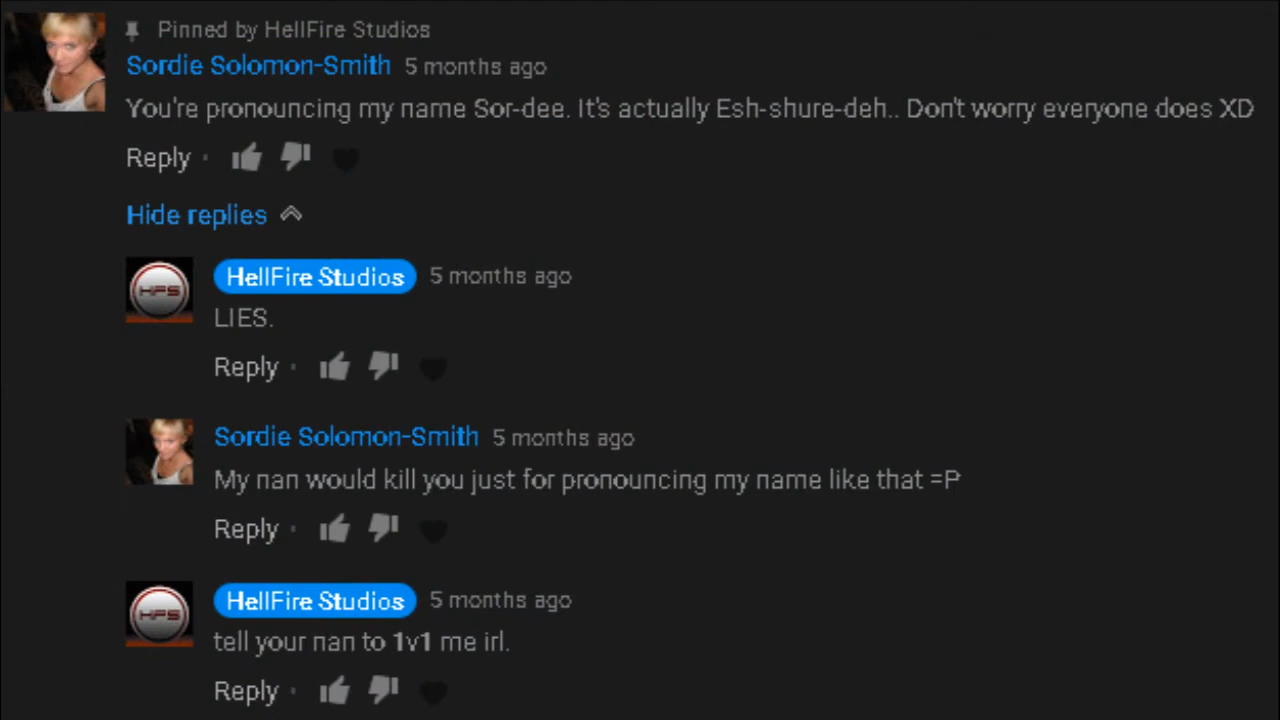 Pinned by HellFire Studios
Sordie Solomon-Smith 5 months ago
You're pronouncing my name Sor-dee. It's actually Esh-shure-deh.. Don't worry everyone does XD
Reply ·
Hide replies
HFS
HellFire Studios 5 months ago
LIES.
Reply ·
Sordie Solomon-Smith 5 months ago
My nan would kill you just for pronouncing my name like that =P
Reply ·
HFS
HellFire Studios 5 months ago
tell your nan to 1v1 me irl.
Reply ·